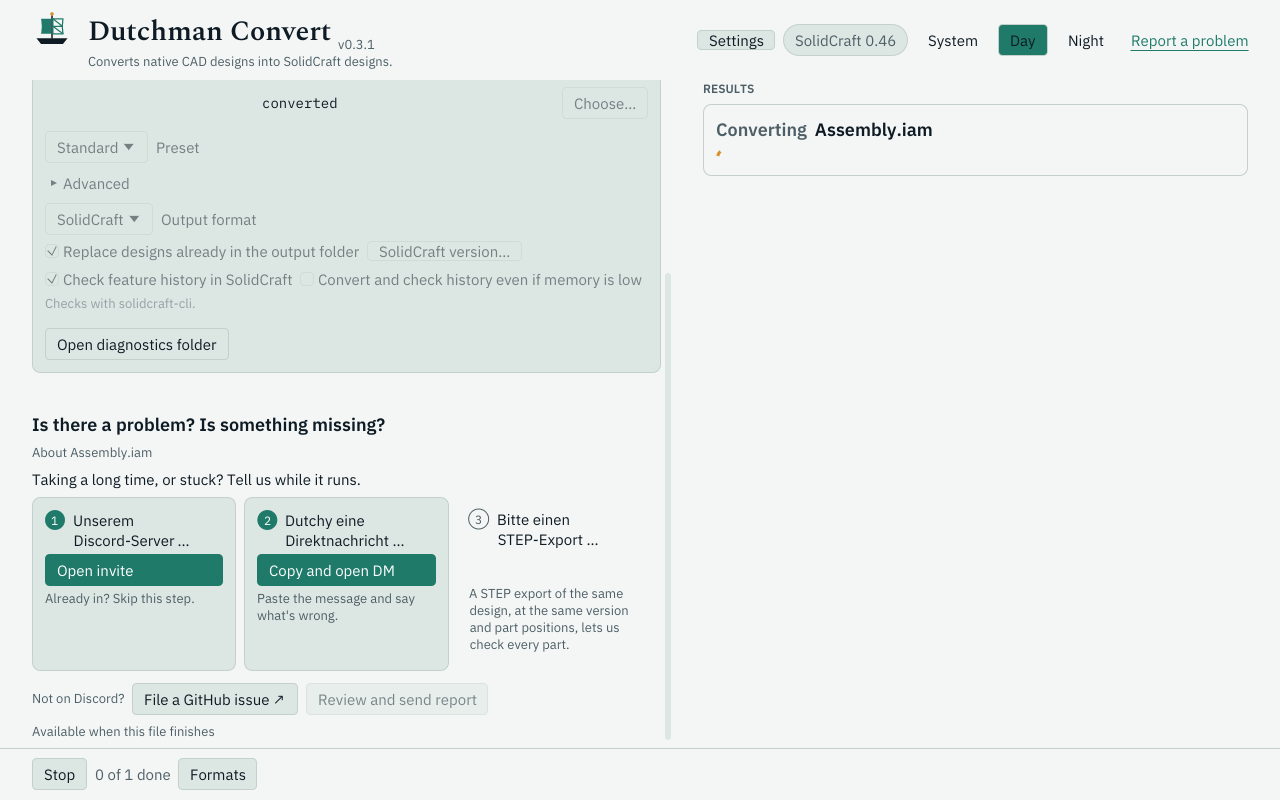 Dutchman Convert v0.3.1
Converts native CAD designs into SolidCraft designs.
Settings
SolidCraft 0.46
System
Day
Night
Report a problem
converted
Choose...
Standard
Preset
Advanced
SolidCraft
Output format
Replace designs already in the output folder
SolidCraft version...
Check feature history in SolidCraft
Convert and check history even if memory is low
Checks with solidcraft-cli.
Open diagnostics folder
Is there a problem? Is something missing?
About Assembly.iam
Taking a long time, or stuck? Tell us while it runs.
1 Unserem
Discord-Server ...
Open invite
Already in? Skip this step.
2 Dutchy eine
Direktnachricht ...
Copy and open DM
Paste the message and say
what's wrong.
3 Bitte einen
STEP-Export ...
A STEP export of the same
design, at the same version
and part positions, lets us
check every part.
Not on Discord?
File a GitHub issue ↗
Review and send report
Available when this file finishes
RESULTS
Converting Assembly.iam
Stop
0 of 1 done
Formats